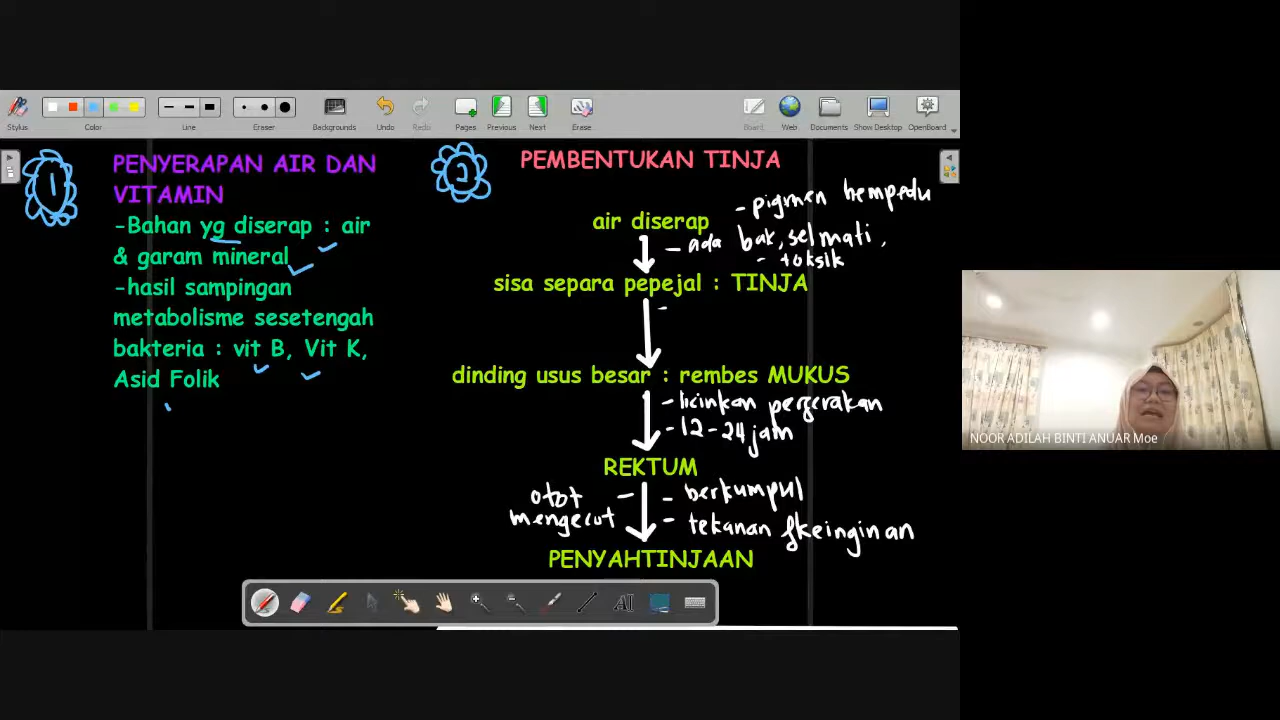 Stylus
Color
Line
Eraser
Backgrounds
Undo
Redo
Pages
Previous
Next
Erase
Board
Web
Documents
Show Desktop
OpenBoard
1
PENYERAPAN AIR DAN
VITAMIN
-Bahan yg diserap : air
& garam mineral
-hasil sampingan
metabolisme sesetengah
bakteria : vit B, Vit K,
Asid Folik
2
PEMBENTUKAN TINJA
- pigmen hempedu
air diserap
- ada bak, sel mati,
- toksik
sisa separa pepejal : TINJA
-
dinding usus besar : rembes MUKUS
- licinkan pergerakan
- 12-24 jam
REKTUM
otot -
mengecut
- berkumpul
- tekanan & keinginan
PENYAHTINJAAN
AI
NOOR ADILAH BINTI ANUAR Moe